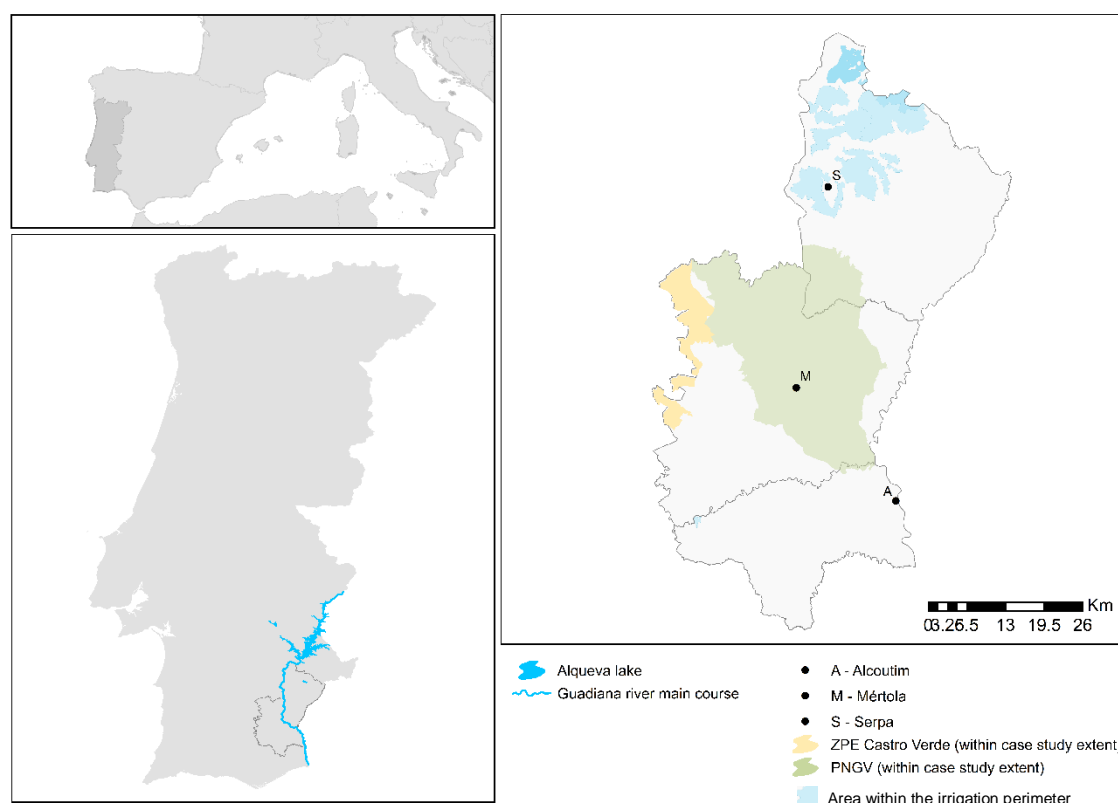 S
M
A
Km
03.26.5 13 19.5 26
Alqueva lake
Guadiana river main course
A - Alcoutim
M - Mértola
S - Serpa
ZPE Castro Verde (within case study extent)
PNGV (within case study extent)
Area within the irrigation perimeter